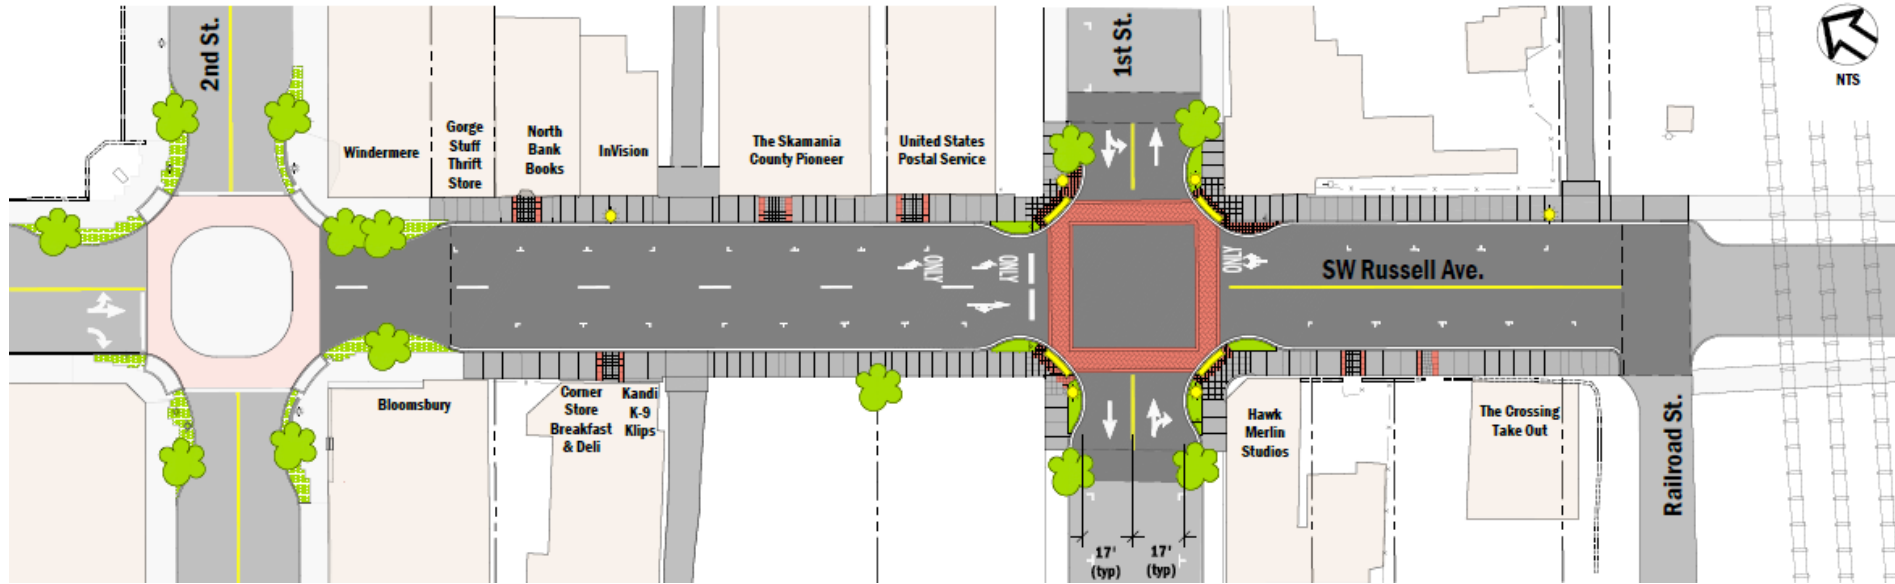 2nd St.
1st St.
NTS
Windermere
Gorge
Stuff
Thrift
Store
North
Bank
Books
InVision
The Skamania
County Pioneer
United States
Postal Service
ONLY
ONLY
ONLY
SW Russell Ave.
Bloomsbury
Corner
Store
Breakfast
& Deli
Kandi
K-9
Klips
Hawk
Merlin
Studios
The Crossing
Take Out
Railroad St.
17'
(typ)
17'
(typ)